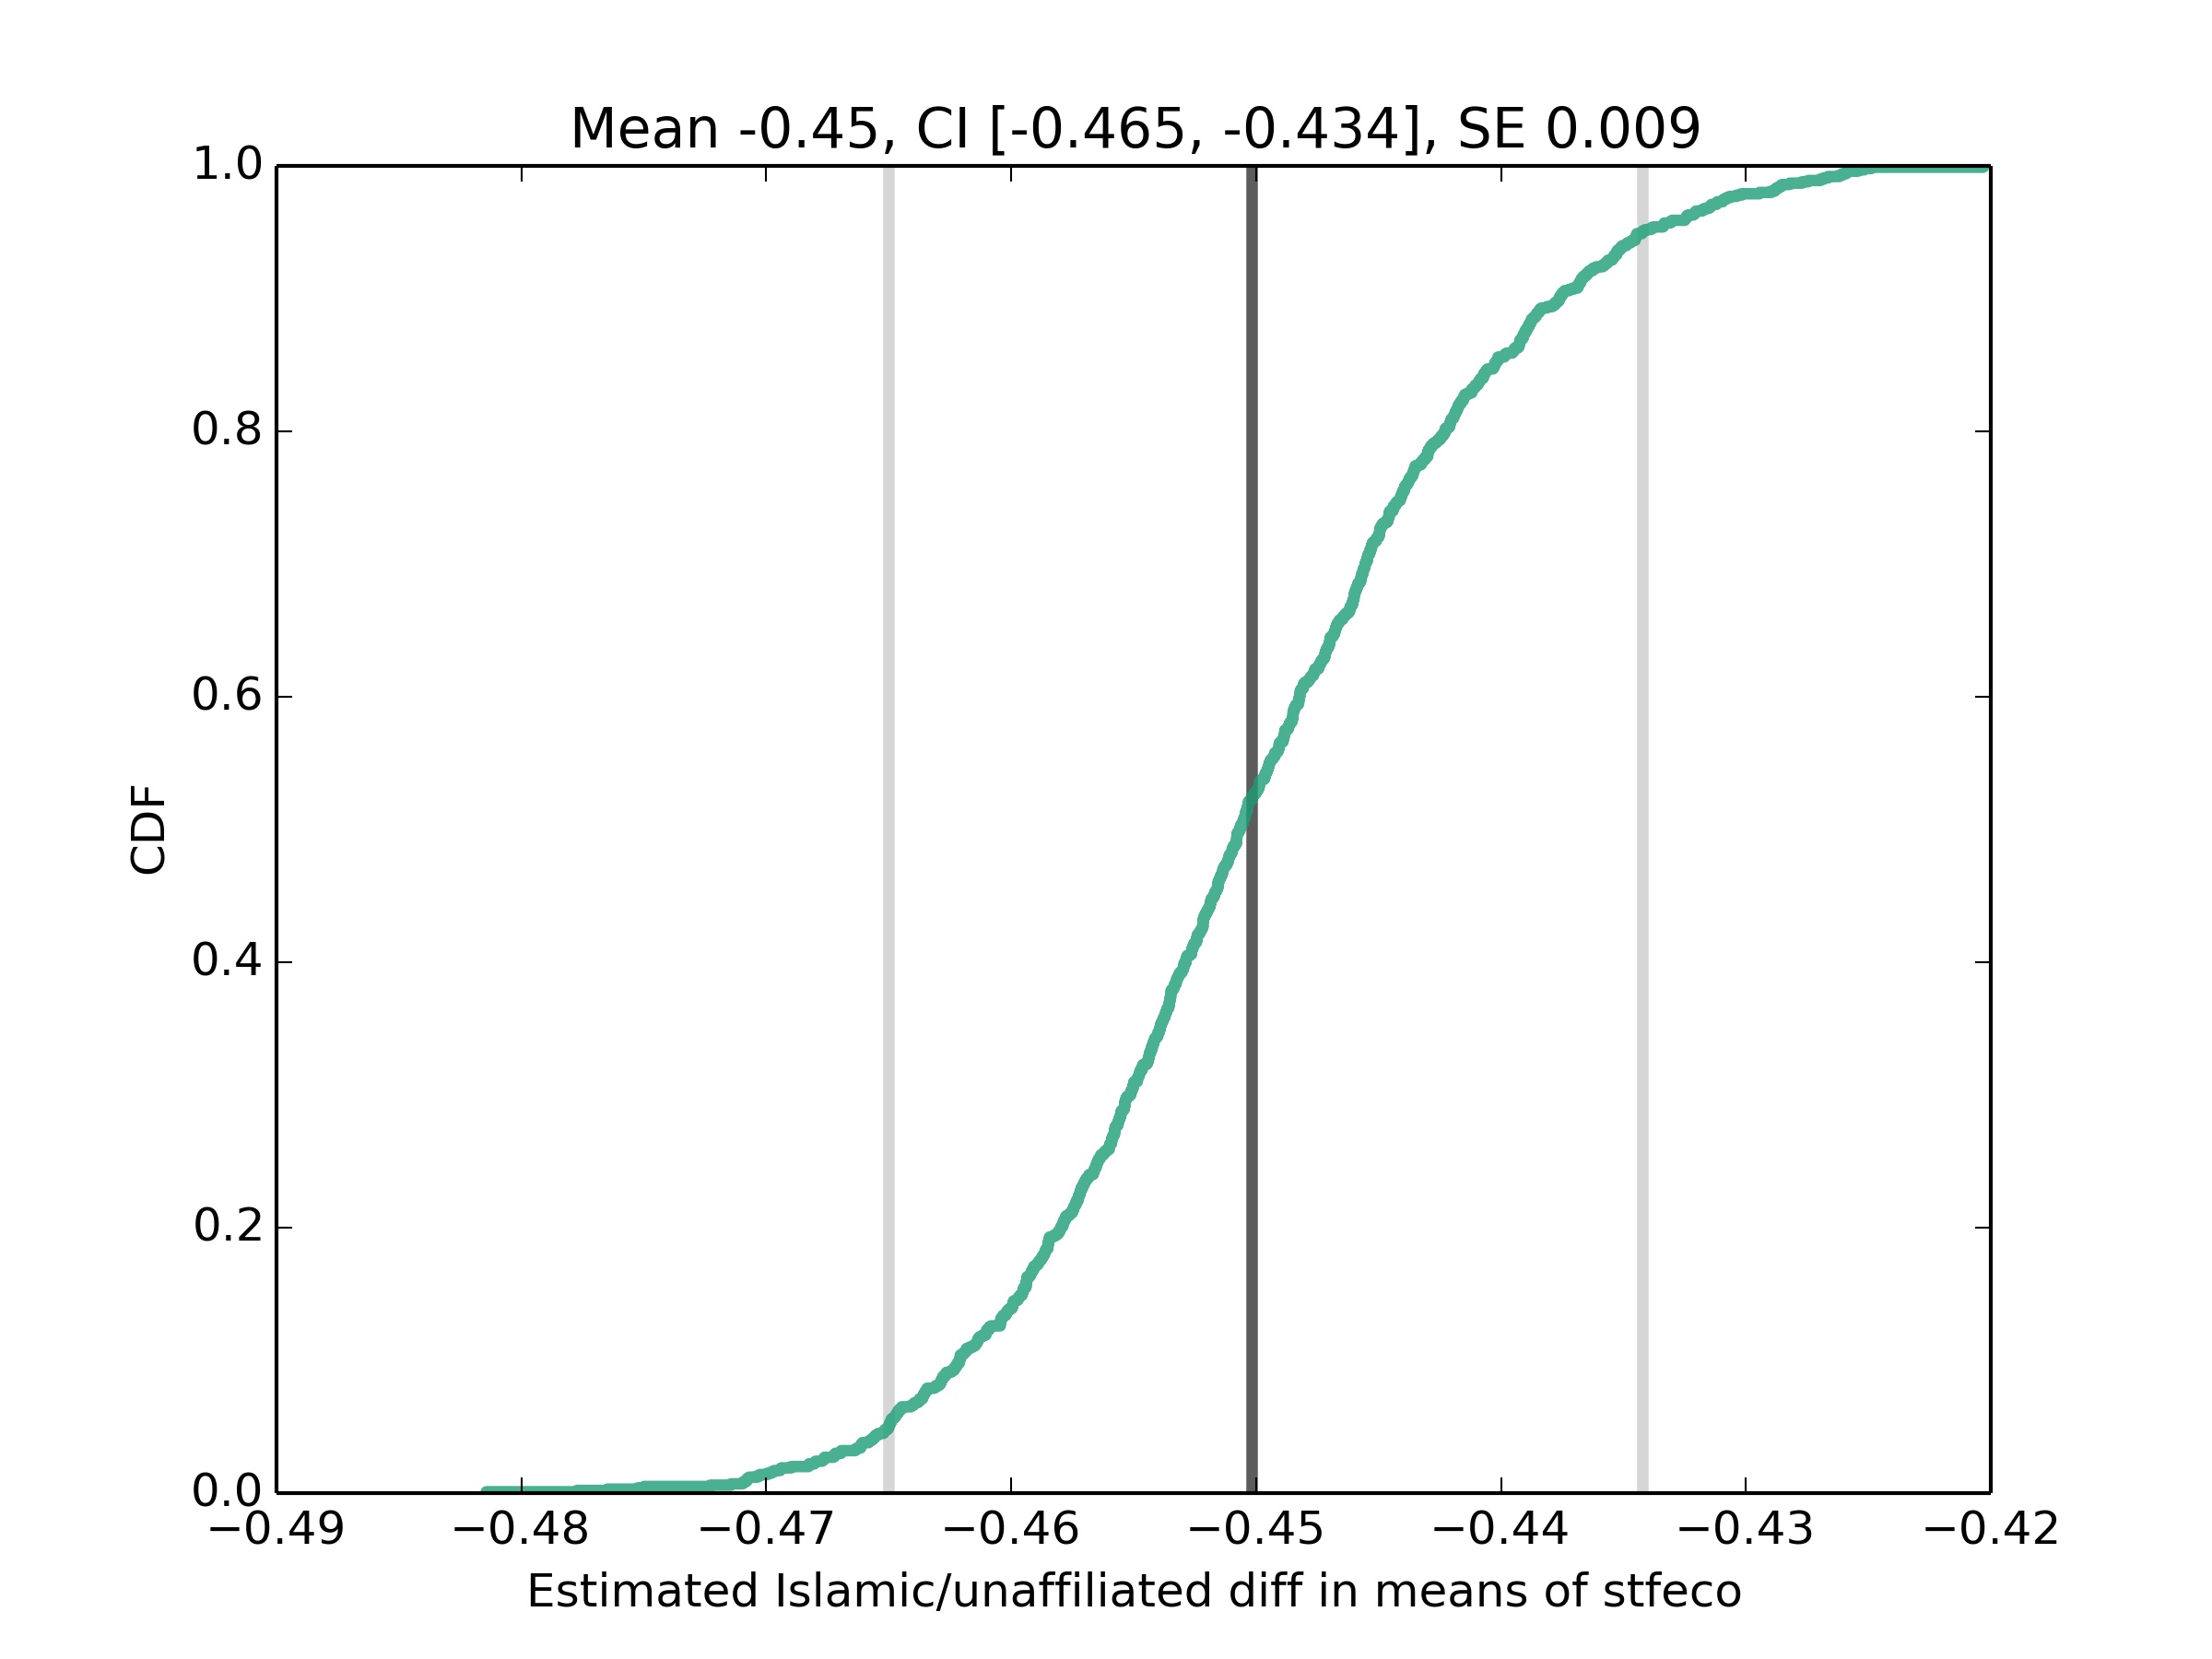 Mean -0.45, CI [-0.465, -0.434], SE 0.009
1.0
0.8
0.6
0.4
0.2
0.0
CDF
−0.49 −0.48 −0.47 −0.46 −0.45 −0.44 −0.43 −0.42
Estimated Islamic/unaffiliated diff in means of stfeco